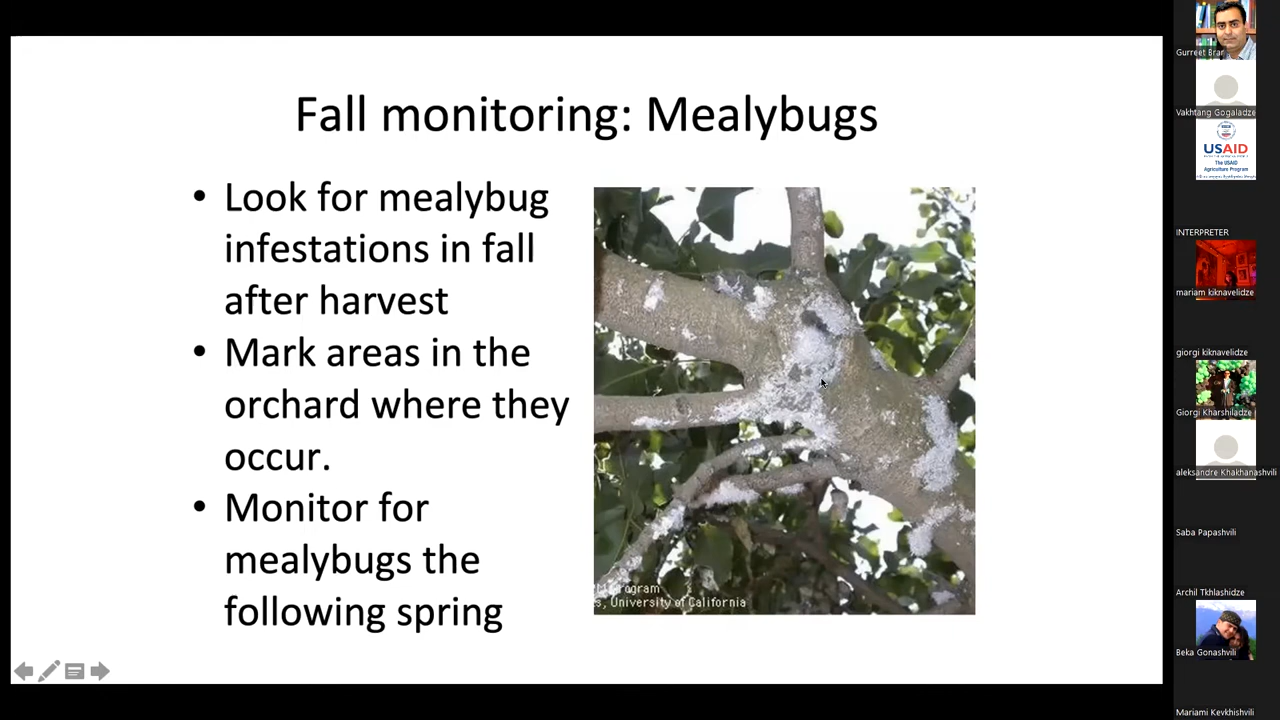 Fall monitoring: Mealybugs
• Look for mealybug
infestations in fall
after harvest
• Mark areas in the
orchard where they
occur.
• Monitor for
mealybugs the
following spring
Program
University of California
Gurreet Brar
Vakhtang Gogaladze
USAID
The USAID
Agriculture Program
INTERPRETER
mariam kiknavelidze
giorgi kiknavelidze
Giorgi Kharshiladze
aleksandre Khakhanashvili
Saba Papashvili
Archil Tkhlashidze
Beka Gonashvili
Mariami Kevkhishvili